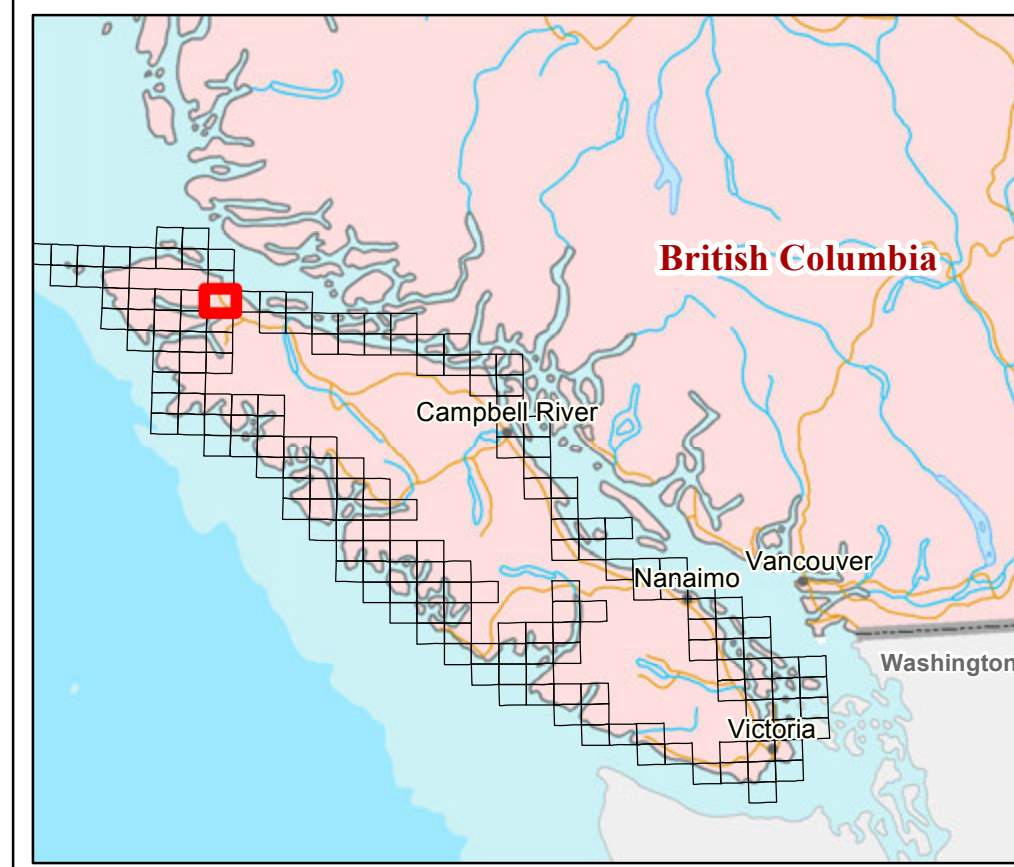 British Columbia
Campbell River
Vancouver
Nanaimo
Washington
Victoria